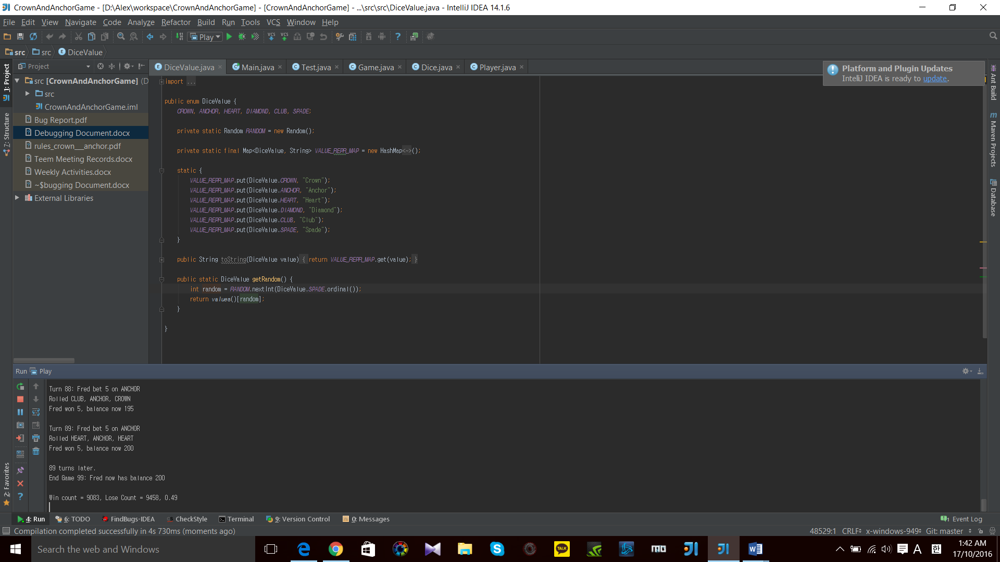 CrownAndAnchorGame - [D:\Alex\workspace\CrownAndAnchorGame] - [CrownAndAnchorGame] - ...\src\src\DiceValue.java - IntelliJ IDEA 14.1.6
File Edit View Navigate Code Analyze Refactor Build Run Tools VCS Window Help
Play
src src DiceValue
1: Project
7: Structure
2: Favorites
Project
src [CrownAndAnchorGame] (D
src
CrownAndAnchorGame.iml
Bug Report.pdf
Debugging Document.docx
rules_crown___anchor.pdf
Teem Meeting Records.docx
Weekly Activities.docx
~$bugging Document.docx
External Libraries
DiceValue.java Main.java Test.java Game.java Dice.java Player.java
Platform and Plugin Updates
IntelliJ IDEA is ready to update.
Ant Build
Maven Projects
Database
import ...
public enum DiceValue {
CROWN, ANCHOR, HEART, DIAMOND, CLUB, SPADE;
private static Random RANDOM = new Random();
private static final Map<DiceValue, String> VALUE_REPR_MAP = new HashMap<~>();
static {
VALUE_REPR_MAP.put(DiceValue.CROWN, "Crown");
VALUE_REPR_MAP.put(DiceValue.ANCHOR, "Anchor");
VALUE_REPR_MAP.put(DiceValue.HEART, "Heart");
VALUE_REPR_MAP.put(DiceValue.DIAMOND, "Diamond");
VALUE_REPR_MAP.put(DiceValue.CLUB, "Club");
VALUE_REPR_MAP.put(DiceValue.SPADE, "Spade");
}
public String toString(DiceValue value) { return VALUE_REPR_MAP.get(value); }
public static DiceValue getRandom() {
int random = RANDOM.nextInt(DiceValue.SPADE.ordinal());
return values()[random];
}
}
Run Play
Turn 88: Fred bet 5 on ANCHOR
Rolled CLUB, ANCHOR, CROWN
Fred won 5, balance now 195
Turn 89: Fred bet 5 on ANCHOR
Rolled HEART, ANCHOR, HEART
Fred won 5, balance now 200
89 turns later.
End Game 99: Fred now has balance 200
Win count = 9083, Lose Count = 9458, 0.49
4: Run 6: TODO FindBugs-IDEA CheckStyle Terminal 9: Version Control 0: Messages Event Log
Compilation completed successfully in 4s 730ms (moments ago) 48529:1 CRLF x-windows-949 Git: master
Search the web and Windows
TALK
A 한
1:42 AM
17/10/2016